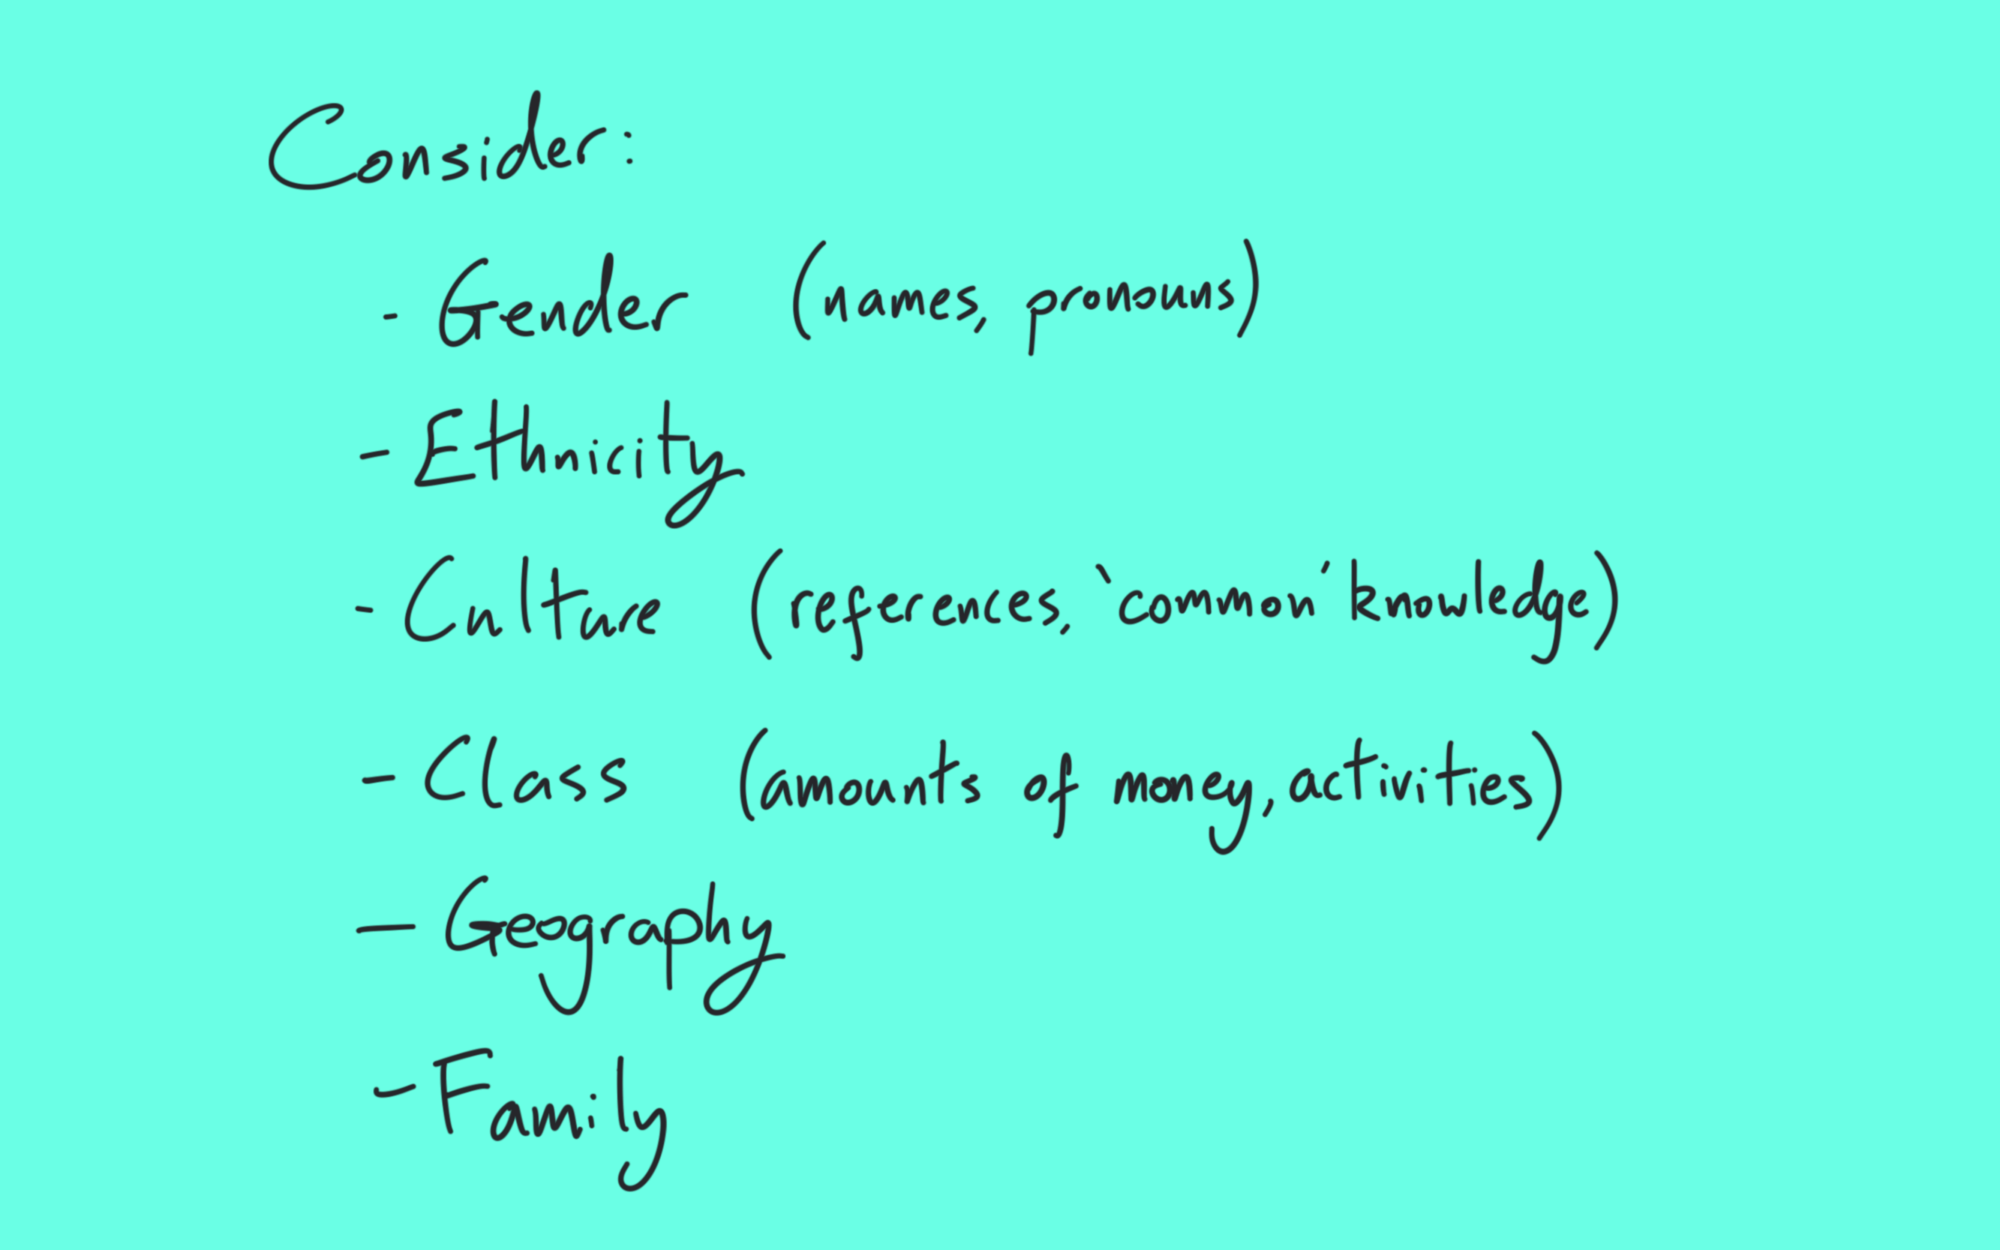 Consider:
- Gender (names, pronouns)
- Ethnicity
- Culture (references, 'common' knowledge)
- Class (amounts of money, activities)
- Geography
- Family